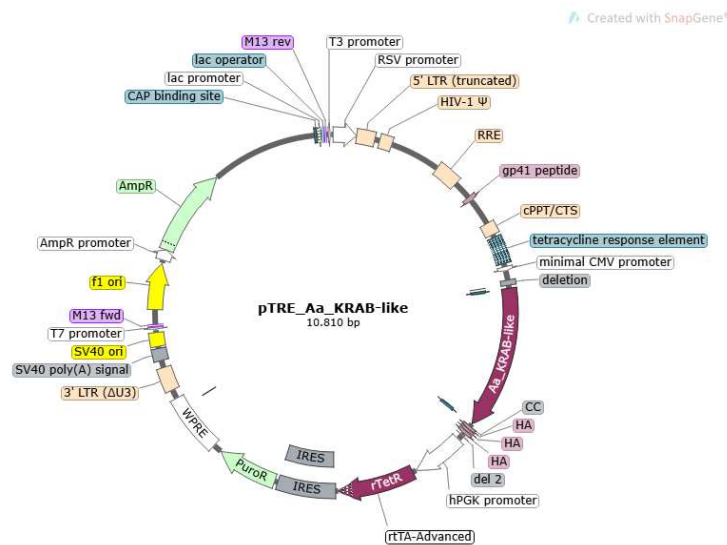 Created with SnapGene®
M13 rev
T3 promoter
lac operator
RSV promoter
lac promoter
5' LTR (truncated)
CAP binding site
HIV-1 Ψ
RRE
gp41 peptide
AmpR
cPPT/CTS
tetracycline response element
AmpR promoter
minimal CMV promoter
f1 ori
deletion
pTRE_Aa_KRAB-like
10.810 bp
M13 fwd
T7 promoter
SV40 ori
Aa_KRAB-like
SV40 poly(A) signal
3' LTR (ΔU3)
CC
HA
HA
HA
WPRE
del 2
IRES
PuroR
IRES
rTetR
hPGK promoter
rtTA-Advanced